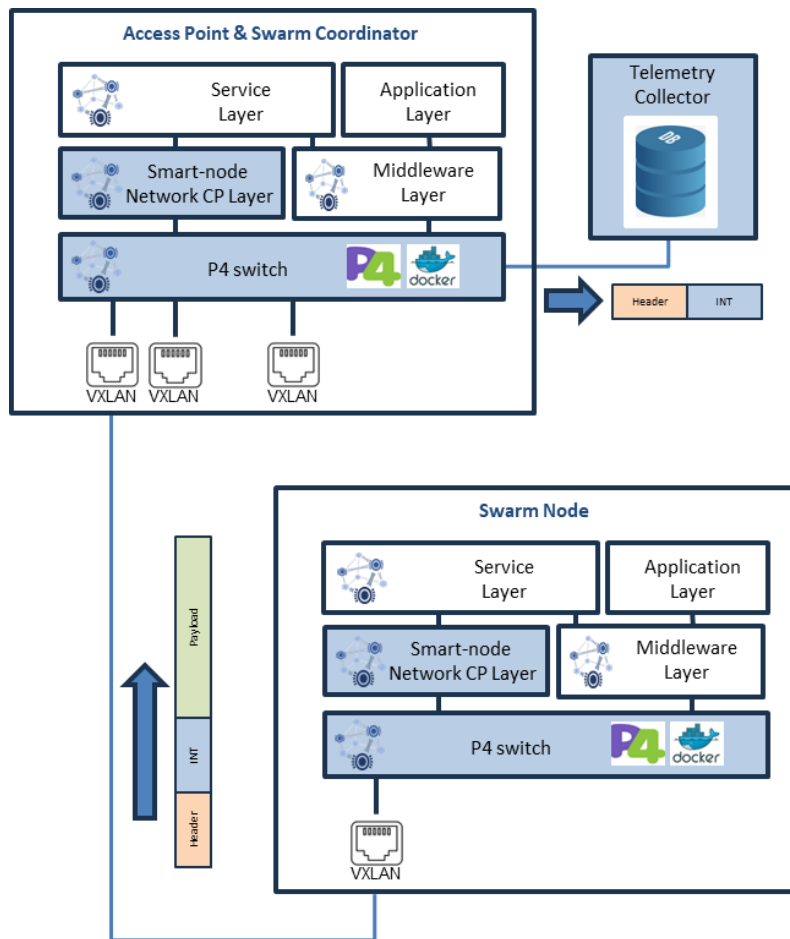 Access Point & Swarm Coordinator
Service
Layer
Application
Layer
Smart-node
Network CP Layer
Middleware
Layer
P4 switch
P4
docker
VXLAN
VXLAN
VXLAN
Telemetry
Collector
DB
Header
INT
Payload
INT
Header
Swarm Node
Service
Layer
Application
Layer
Smart-node
Network CP Layer
Middleware
Layer
P4 switch
P4
docker
VXLAN